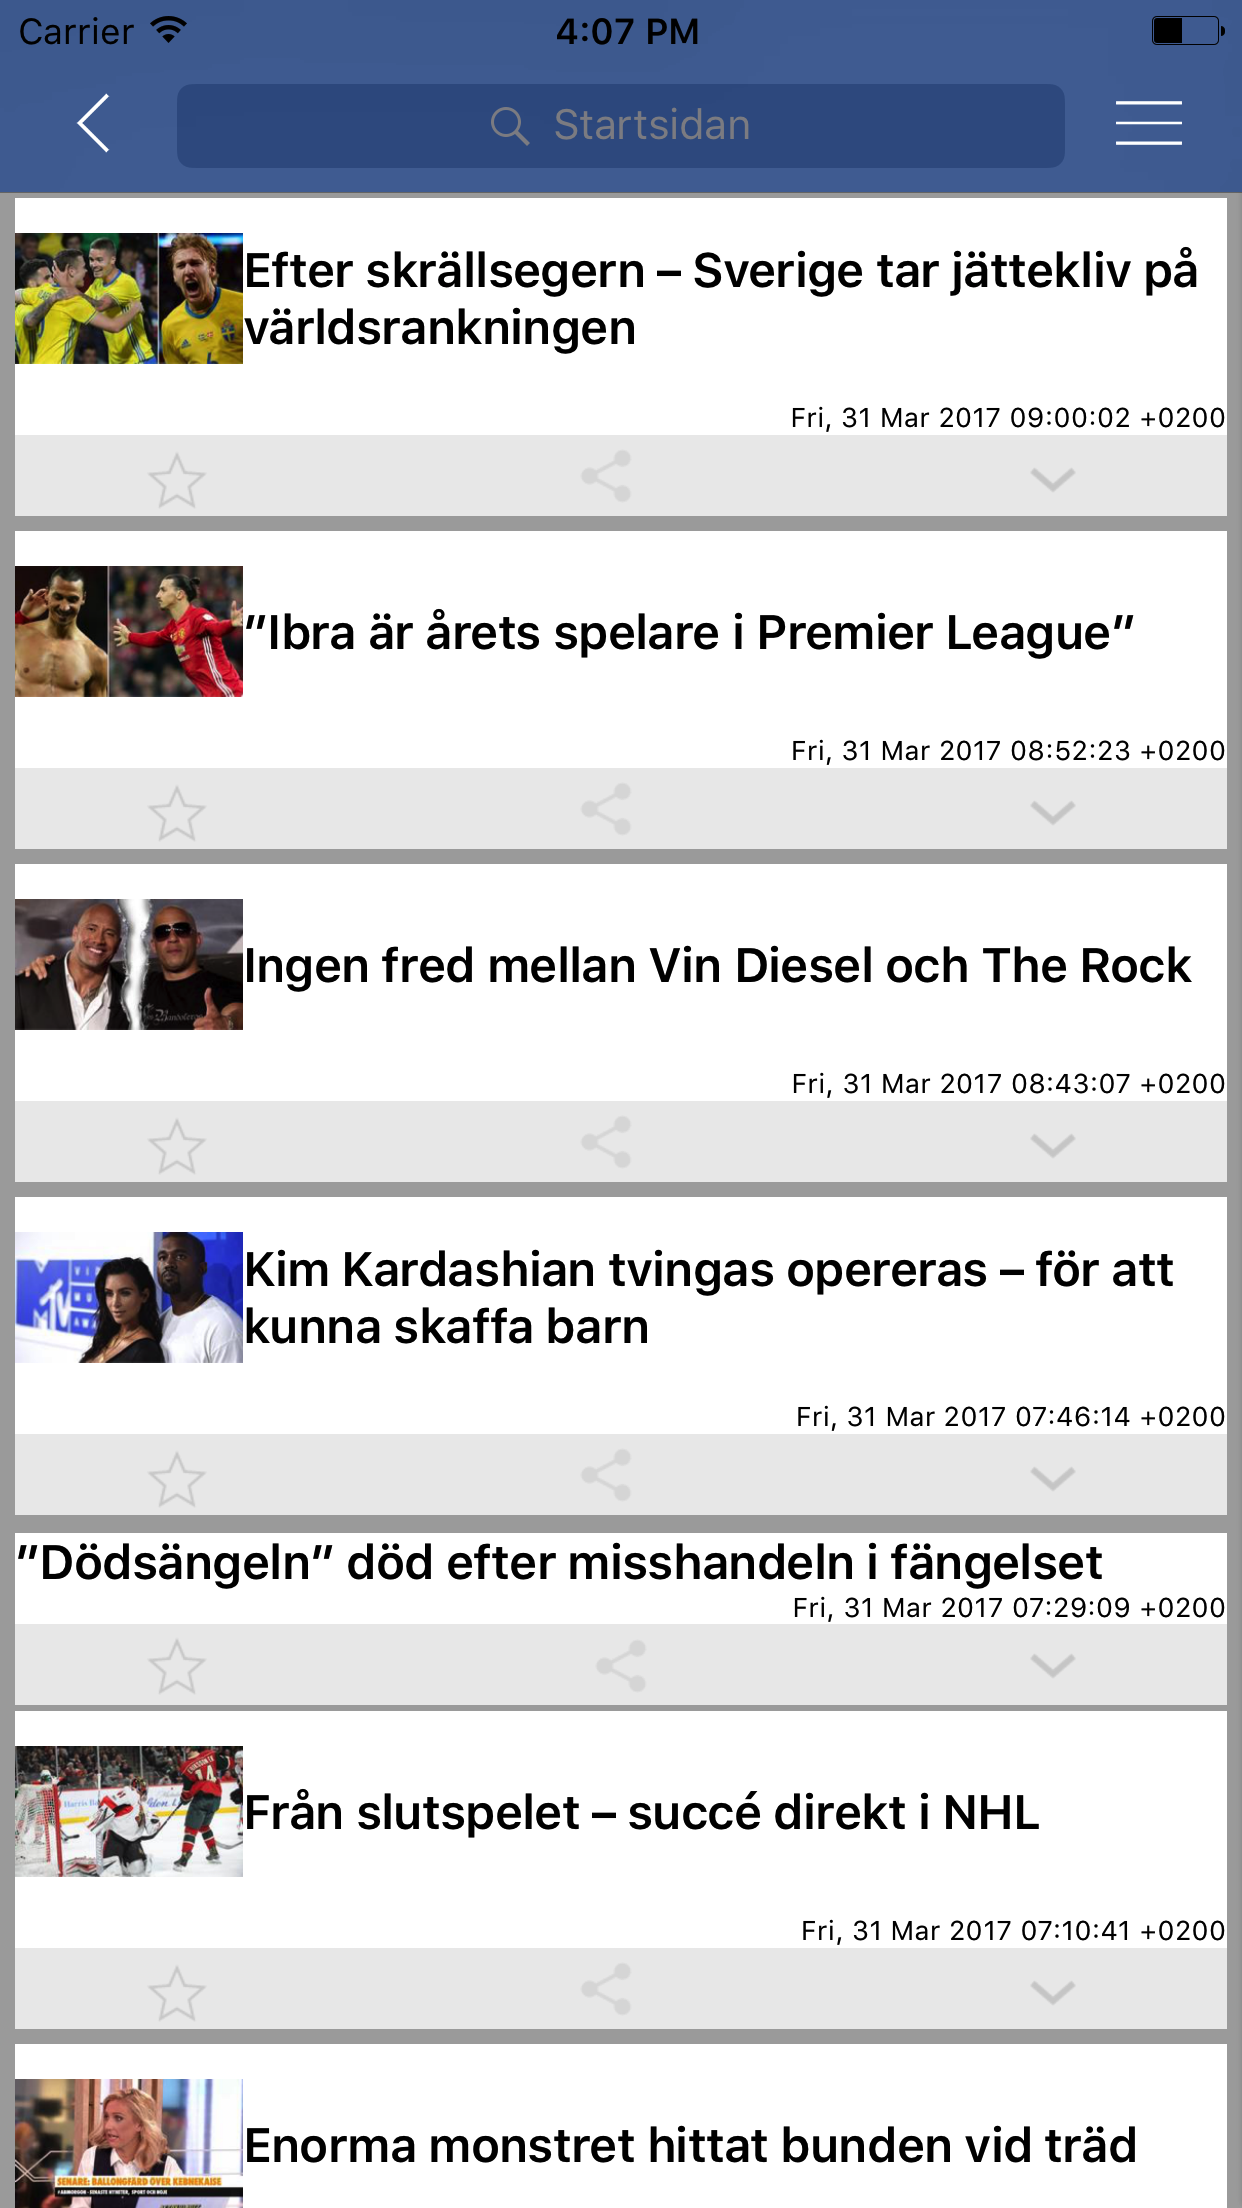 Carrier 4:07 PM
Startsidan
Efter skrällsegern – Sverige tar jättekliv på
världsrankningen
Fri, 31 Mar 2017 09:00:02 +0200
”Ibra är årets spelare i Premier League”
Fri, 31 Mar 2017 08:52:23 +0200
Ingen fred mellan Vin Diesel och The Rock
Fri, 31 Mar 2017 08:43:07 +0200
MTV
Kim Kardashian tvingas opereras – för att
kunna skaffa barn
Fri, 31 Mar 2017 07:46:14 +0200
”Dödsängeln” död efter misshandeln i fängelset
Fri, 31 Mar 2017 07:29:09 +0200
14
Från slutspelet – succé direkt i NHL
Fri, 31 Mar 2017 07:10:41 +0200
Enorma monstret hittat bunden vid träd
SENARE: BALLONGFÄRD ÖVER KEBNEKAISE